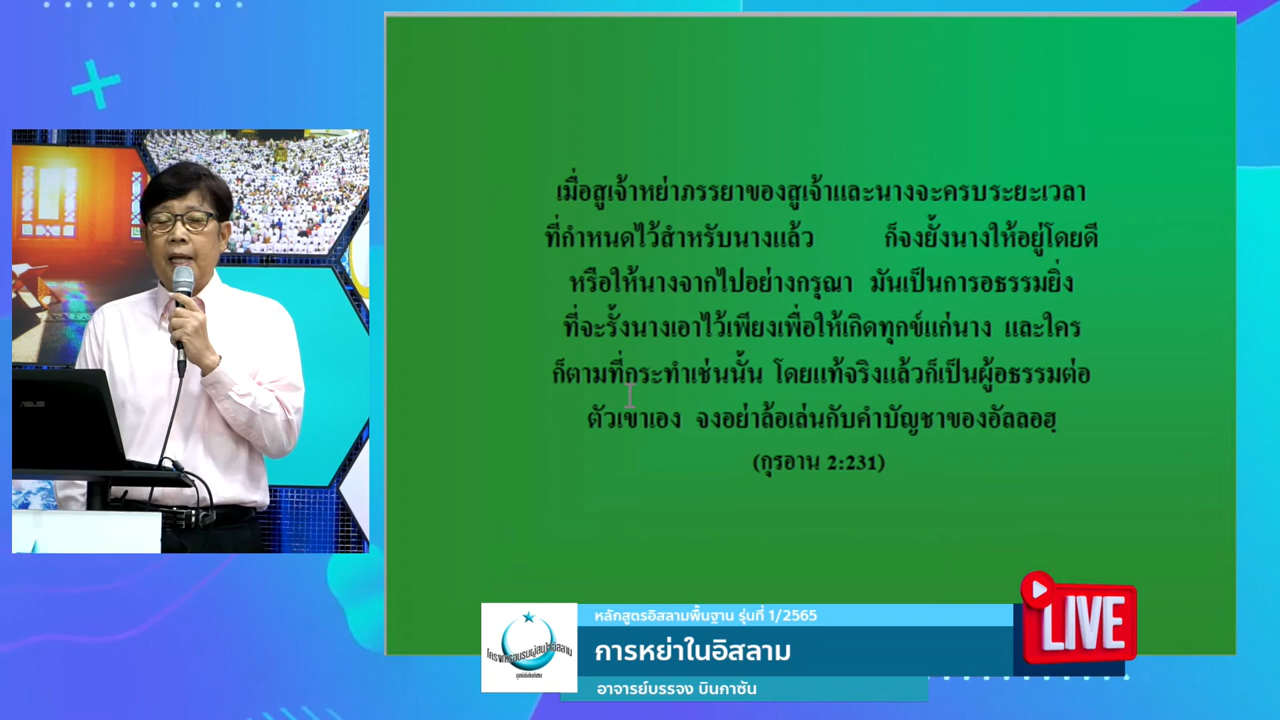 เมื่อสูเจ้าหย่าภรรยาของสูเจ้าและนางจะครบระยะเวลา
ที่กำหนดไว้สำหรับนางแล้ว ก็จงยั้งนางให้อยู่โดยดี
หรือให้นางจากไปอย่างกรุณา มันเป็นการอธรรมยิ่ง
ที่จะรั้งนางเอาไว้เพียงเพื่อให้เกิดทุกข์แก่นาง และใคร
ก็ตามที่กระทำเช่นนั้น โดยแท้จริงแล้วก็เป็นผู้อธรรมต่อ
ตัวเขาเอง จงอย่าล้อเล่นกับคำบัญชาของอัลลอฮฺ
(กุรอาน 2:231)
ASUS
หลักสูตรอิสลามพื้นฐาน รุ่นที่ 1/2565
การหย่าในอิสลาม
อาจารย์บรรจง บินกาซัน
LIVE